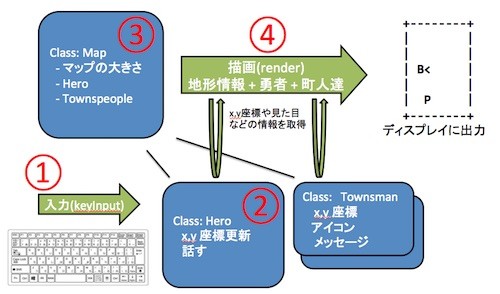 ③
Class: Map
- マップの大きさ
- Hero
- Townspeople
④
描画(render)
地形情報 + 勇者 + 町人達
x,y座標や見た目
などの情報を取得
B<
P
ディスプレイに出力
①
入力(keyInput)
②
Class: Hero
x,y 座標更新
話す
Class: Townsman
x,y 座標
アイコン
メッセージ